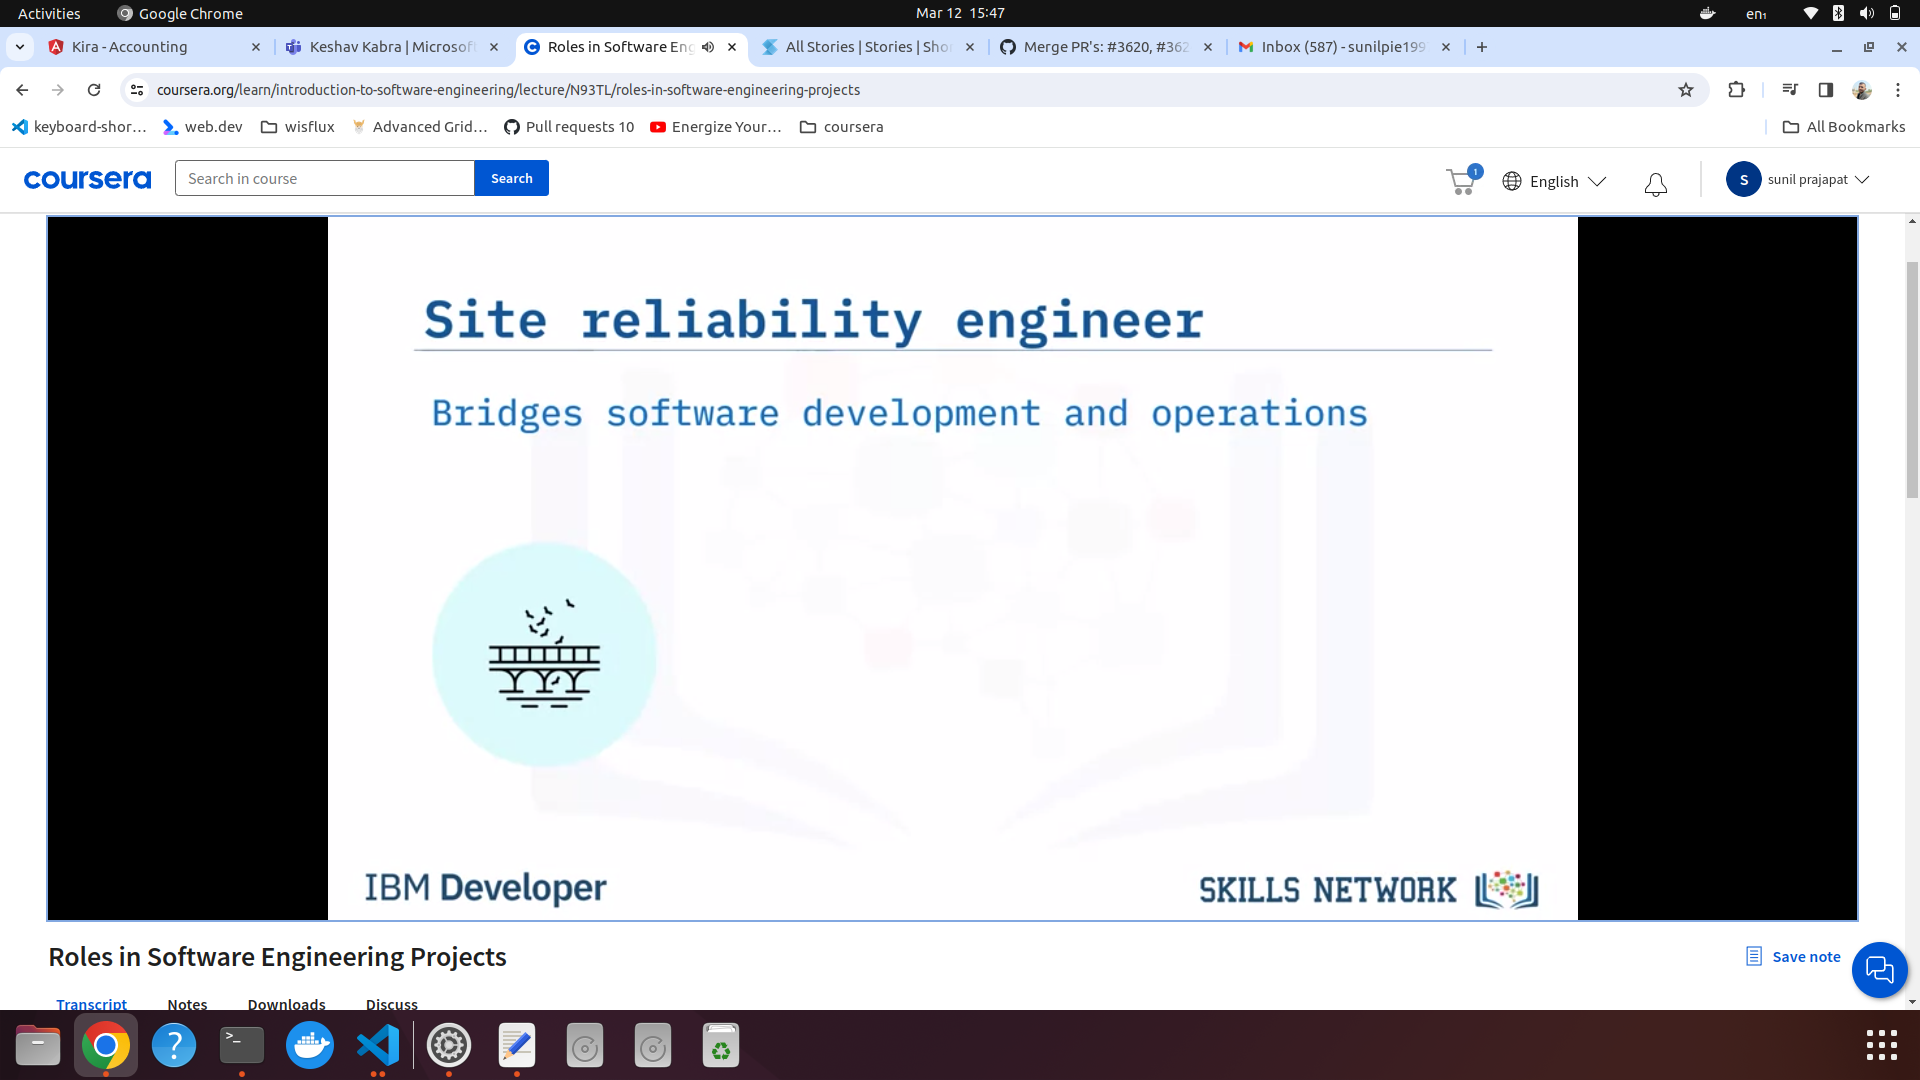 Activities
Google Chrome
Mar 12 15:47
en₁
Kira - Accounting
Keshav Kabra | Microsof
Roles in Software Eng
All Stories | Stories | Sho
Merge PR's: #3620, #362
Inbox (587) - sunilpie199
coursera.org/learn/introduction-to-software-engineering/lecture/N93TL/roles-in-software-engineering-projects
keyboard-shor...
web.dev
wisflux
Advanced Grid...
Pull requests 10
Energize Your...
coursera
All Bookmarks
coursera
Search in course
Search
1
English
S
sunil prajapat
Site reliability engineer
Bridges software development and operations
IBM Developer
SKILLS NETWORK
Roles in Software Engineering Projects
Save note
Transcript
Notes
Downloads
Discuss